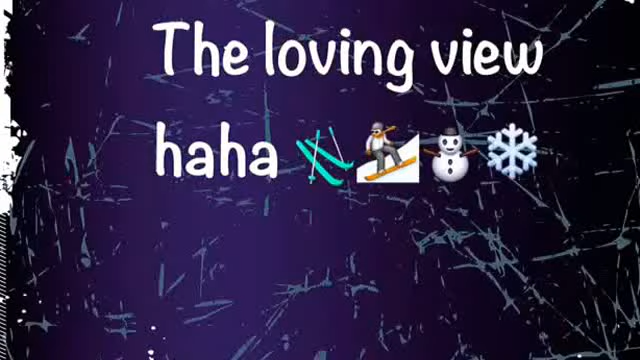 The loving view
haha 🎿🏂⛄❄️